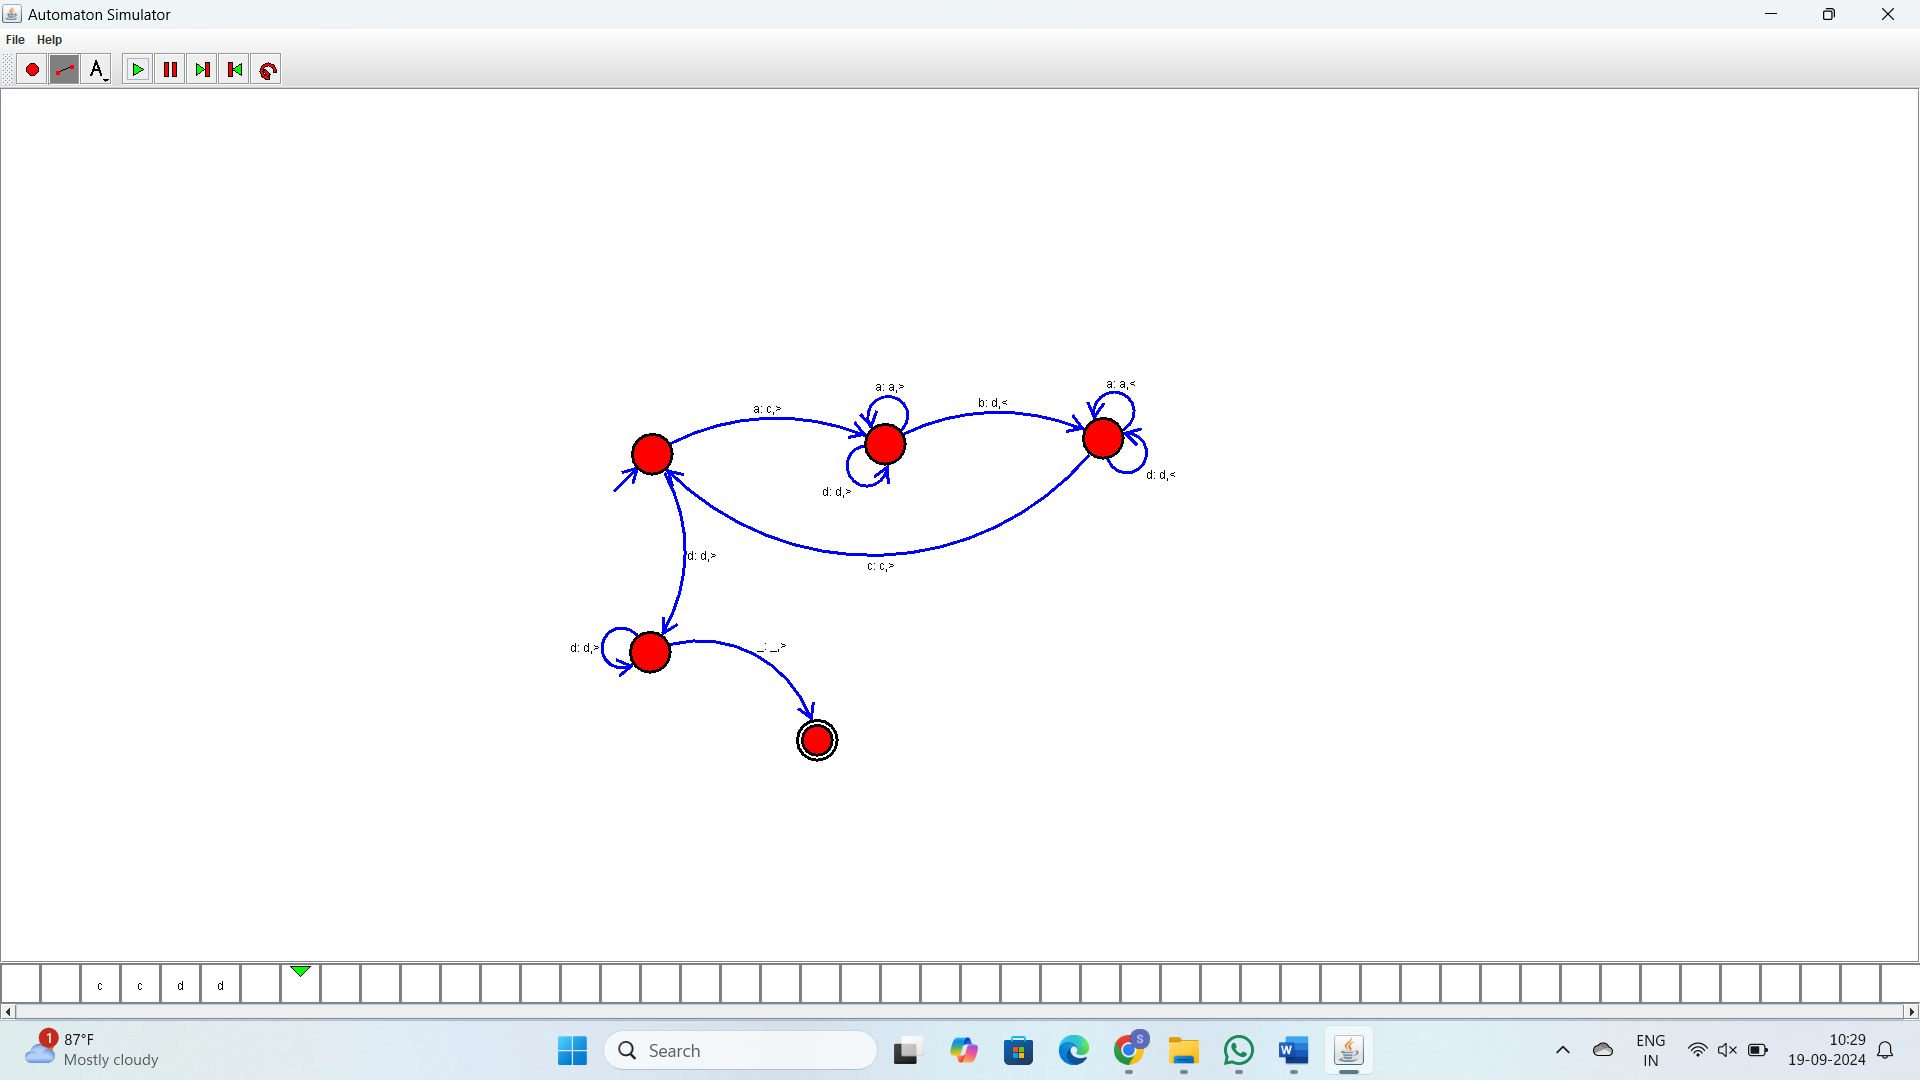 Automaton Simulator
File Help
A
a: a,>
a: a,<
a: c,>
b: d,<
d: d,<
d: d,>
d: d,>
c: c,>
d: d,>
_: _,>
c c d d
1
87°F
Mostly cloudy
Search
S
W
ENG
IN
10:29
19-09-2024